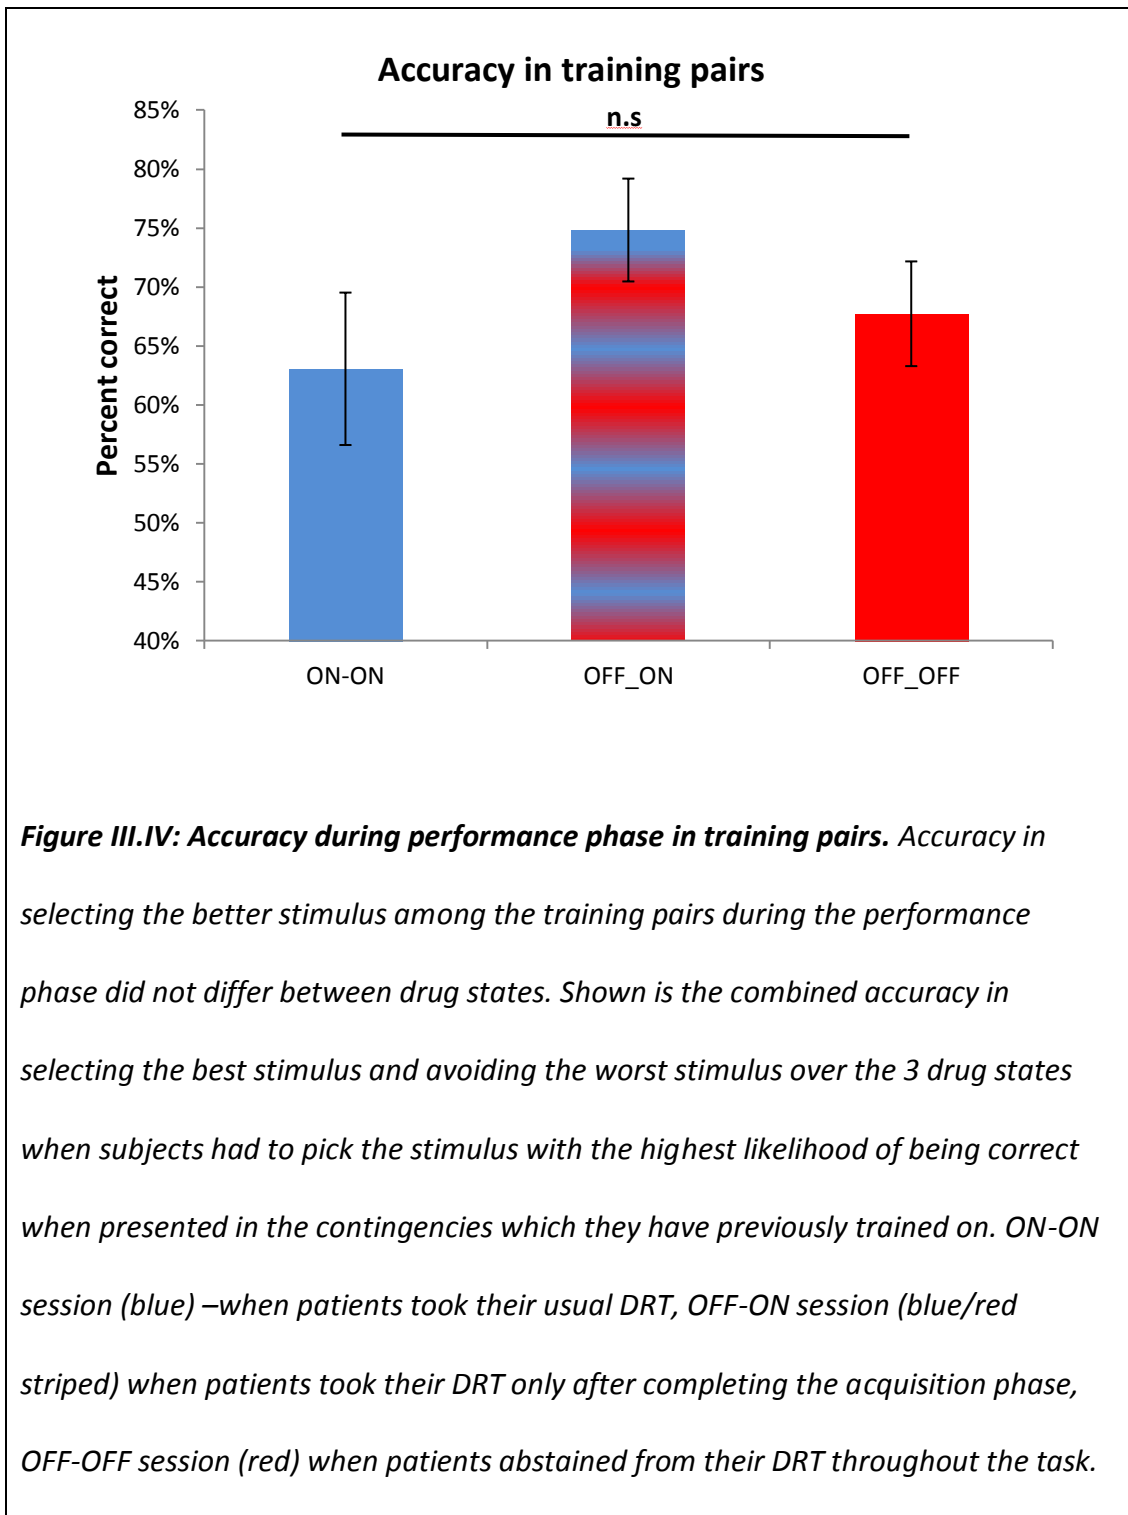 Accuracy in training pairs
n.s
85%
80%
75%
70%
65%
60%
55%
50%
45%
40%
Percent correct
ON-ON OFF_ON OFF_OFF
Figure III.IV: Accuracy during performance phase in training pairs. Accuracy in
selecting the better stimulus among the training pairs during the performance
phase did not differ between drug states. Shown is the combined accuracy in
selecting the best stimulus and avoiding the worst stimulus over the 3 drug states
when subjects had to pick the stimulus with the highest likelihood of being correct
when presented in the contingencies which they have previously trained on. ON-ON
session (blue) –when patients took their usual DRT, OFF-ON session (blue/red
striped) when patients took their DRT only after completing the acquisition phase,
OFF-OFF session (red) when patients abstained from their DRT throughout the task.